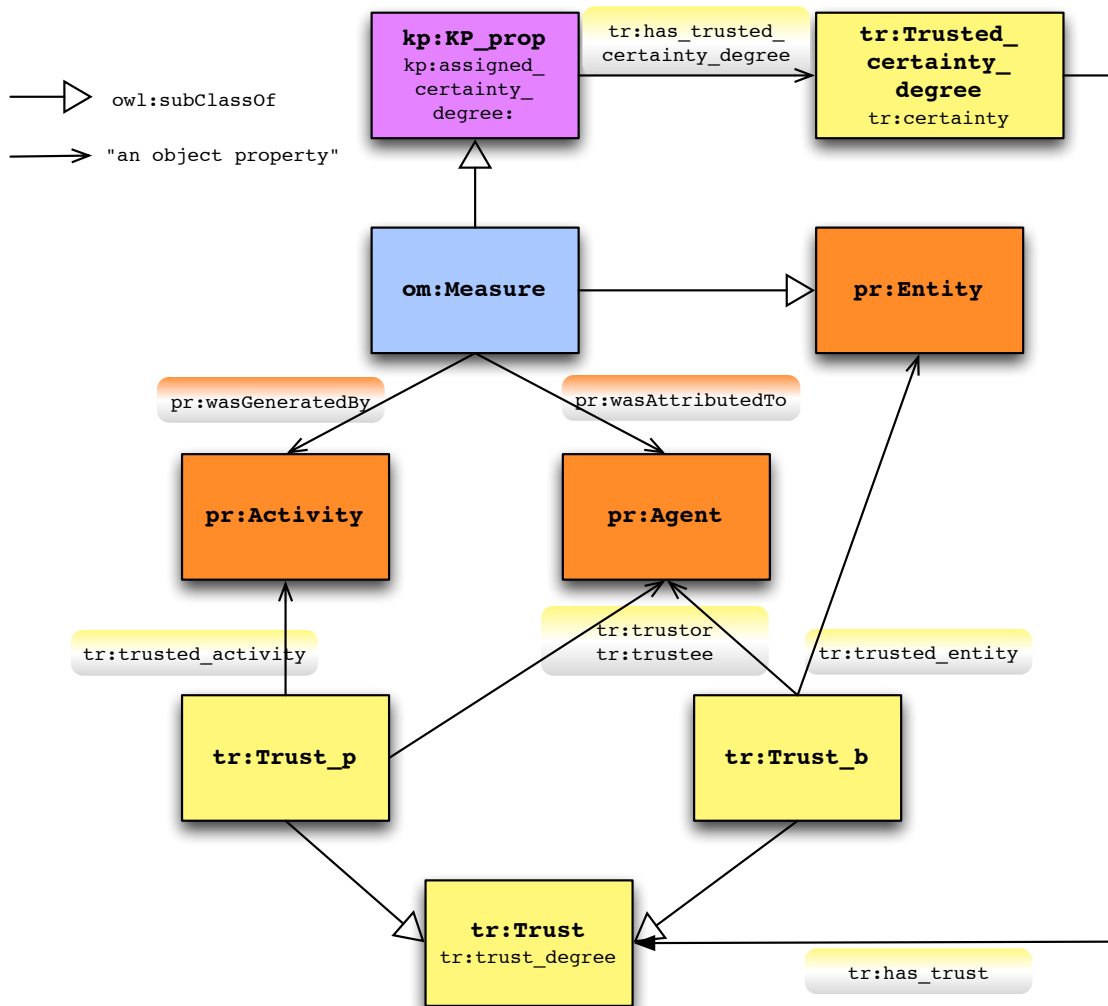 kp:KP_prop
kp:assigned_
certainty_
degree:
tr:has_trusted_
certainty_degree
tr:Trusted_
certainty_
degree
tr:certainty
owl:subClassOf
"an object property"
om:Measure
pr:Entity
pr:wasGeneratedBy
pr:wasAttributedTo
pr:Activity
pr:Agent
tr:trusted_activity
tr:trustor
tr:trustee
tr:trusted_entity
tr:Trust_p
tr:Trust_b
tr:Trust
tr:trust_degree
tr:has_trust